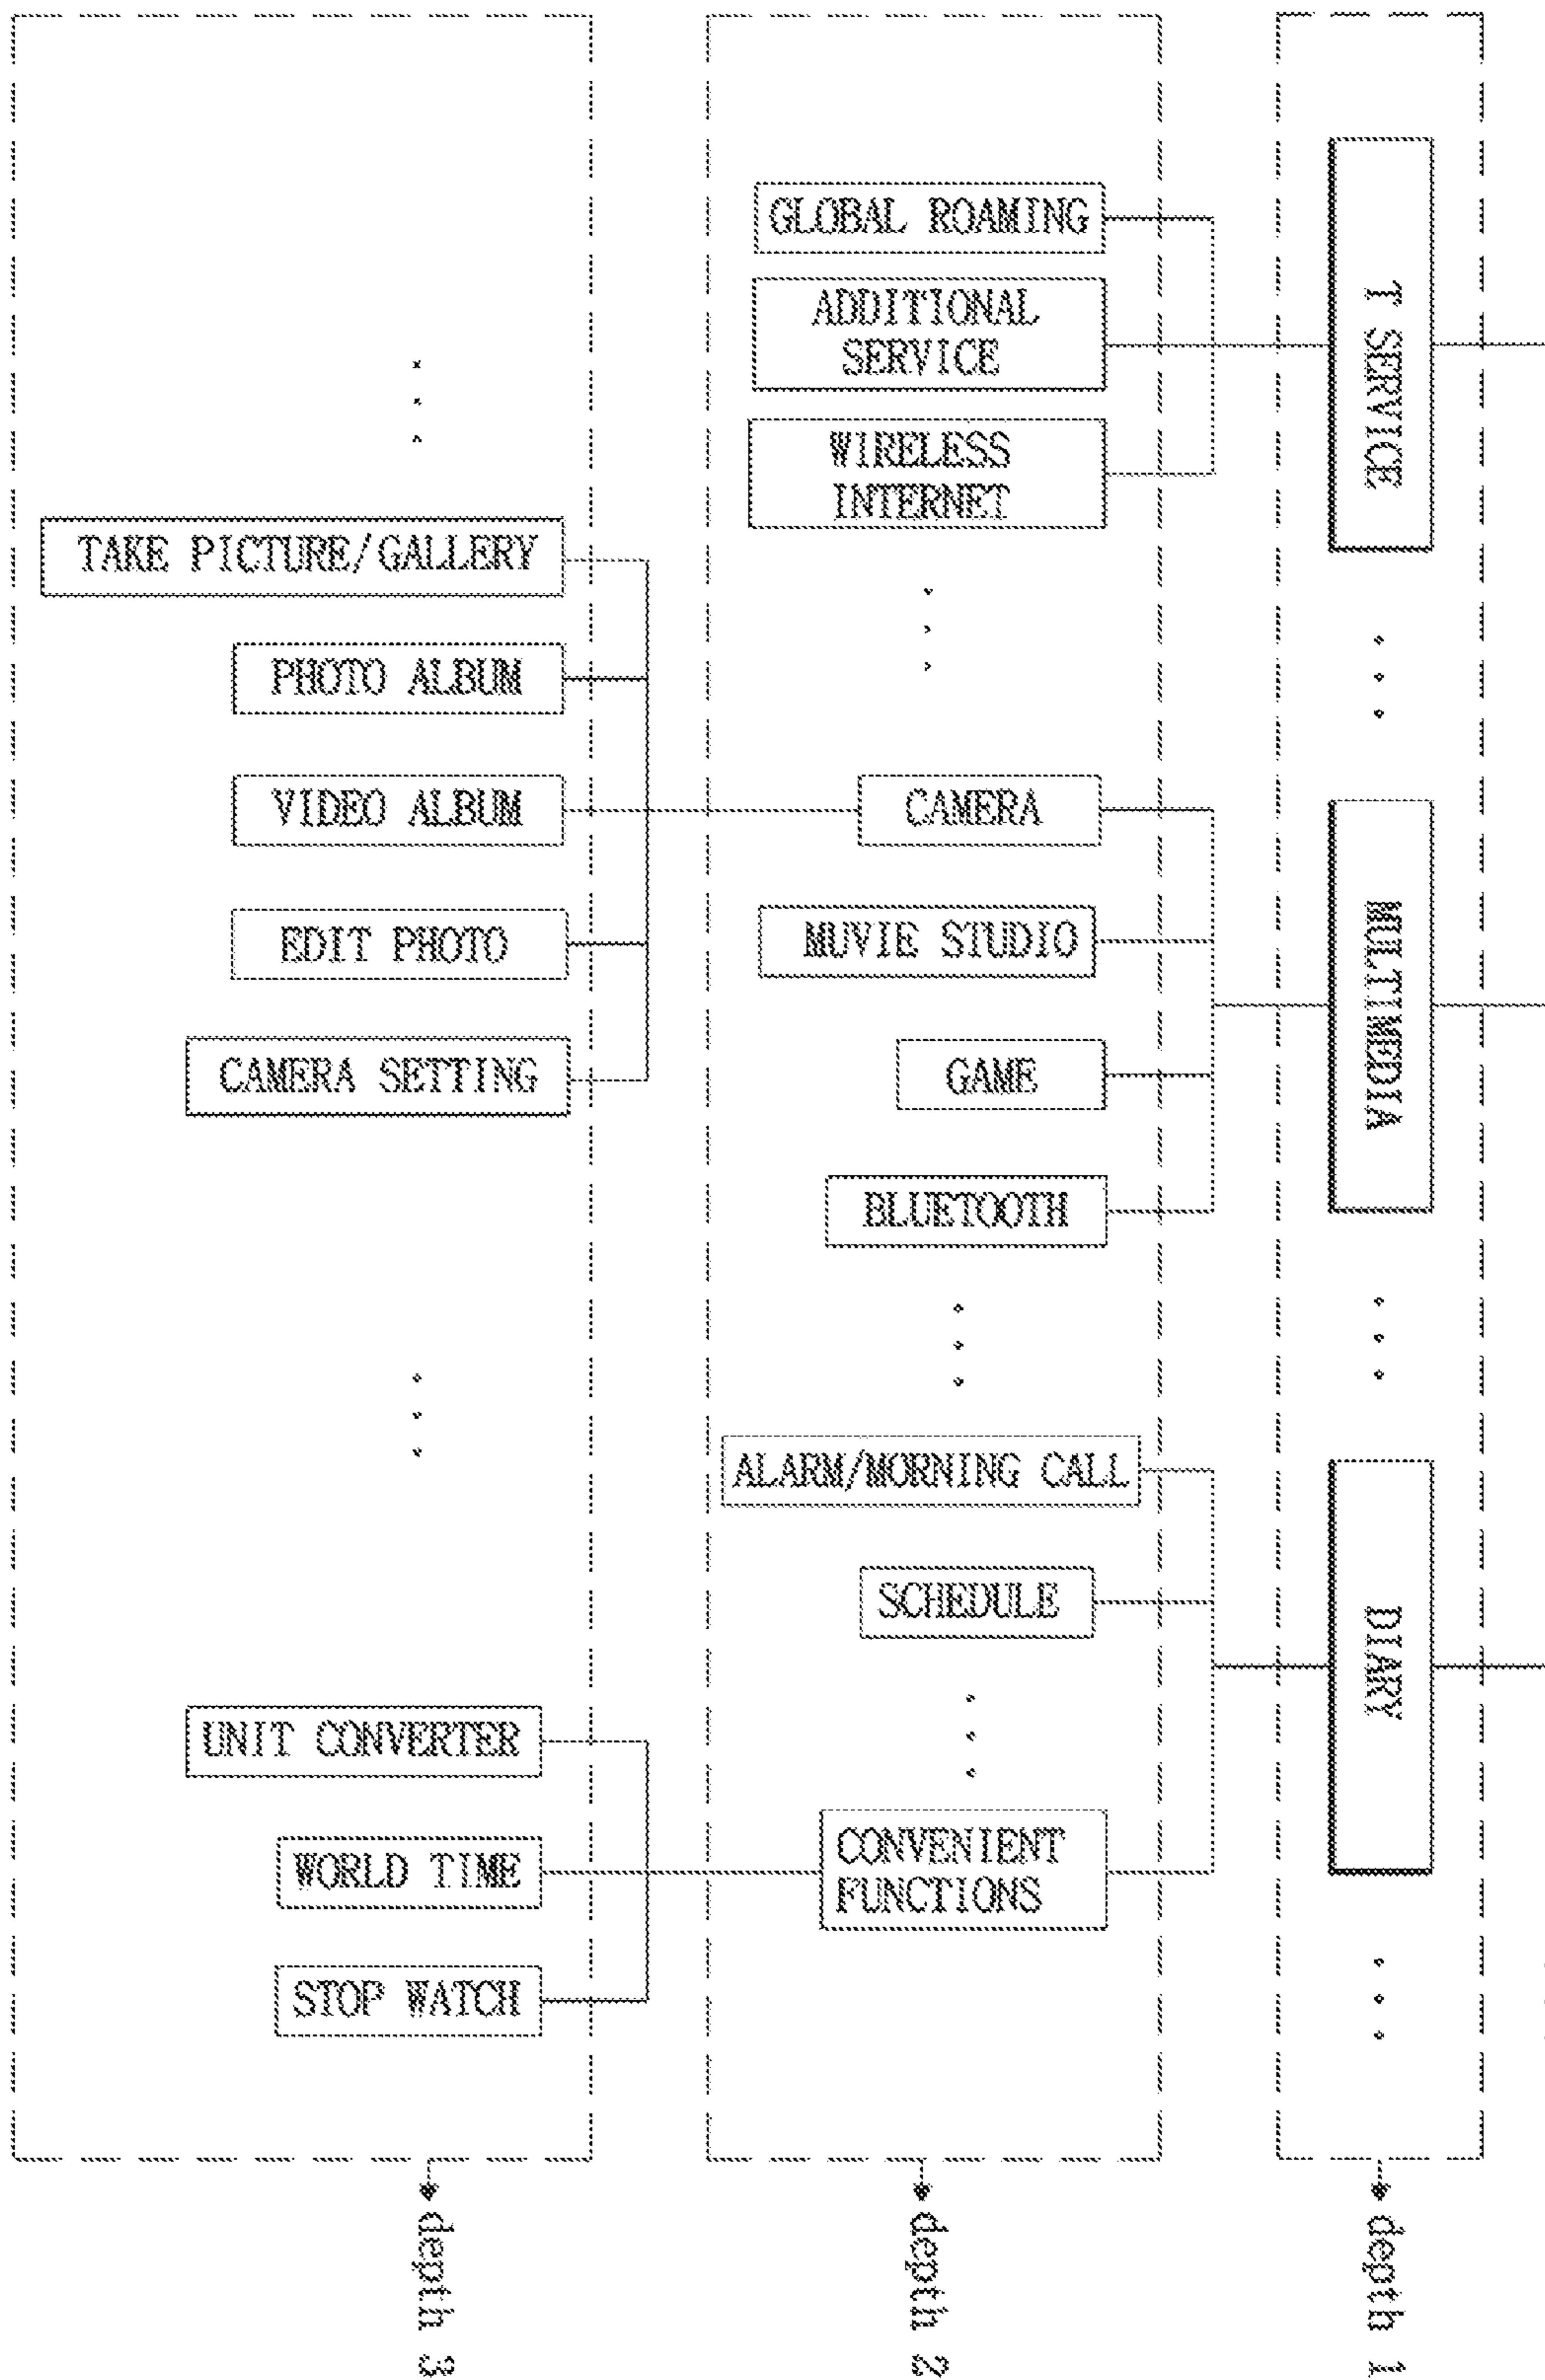 GLOBAL ROAMING
ADDITIONAL
SERVICE
WIRELESS
INTERNET
T SERVICE
TAKE PICTURE/GALLERY
PHOTO ALBUM
VIDEO ALBUM
EDIT PHOTO
CAMERA SETTING
CAMERA
MUVIE STUDIO
GAME
BLUETOOTH
MULTIMEDIA
ALARM/MORNING CALL
SCHEDULE
CONVENIENT
FUNCTIONS
DIARY
UNIT CONVERTER
WORLD TIME
STOP WATCH
depth 3
depth 2
depth 1